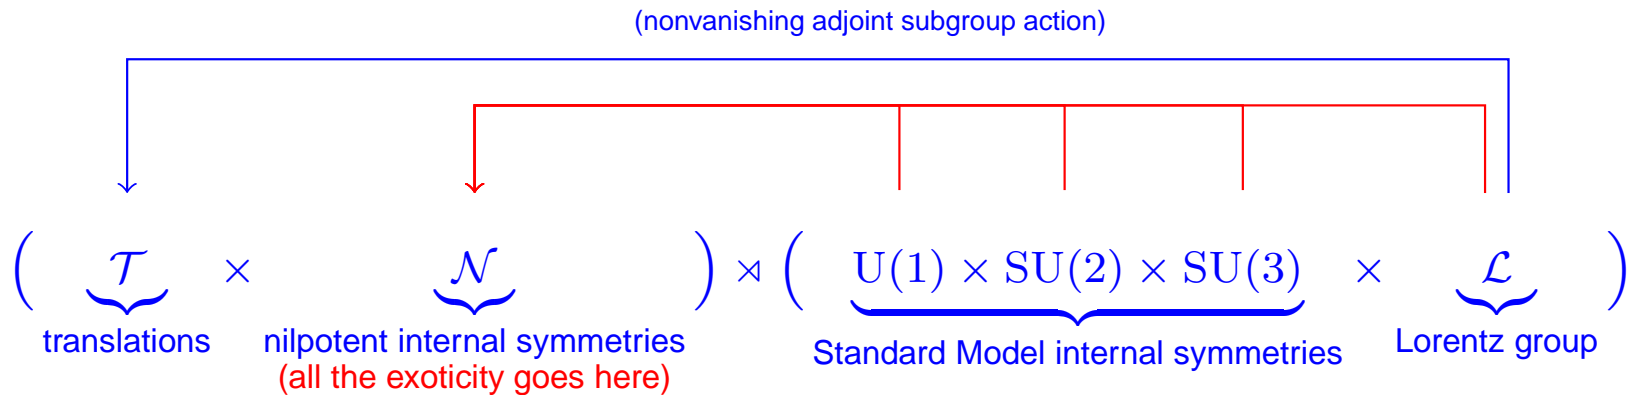 (nonvanishing adjoint subgroup action)
( 𝒯 × 𝒩 ) ⋊ ( U(1) × SU(2) × SU(3) × ℒ )
translations nilpotent internal symmetries Standard Model internal symmetries Lorentz group
(all the exoticity goes here)